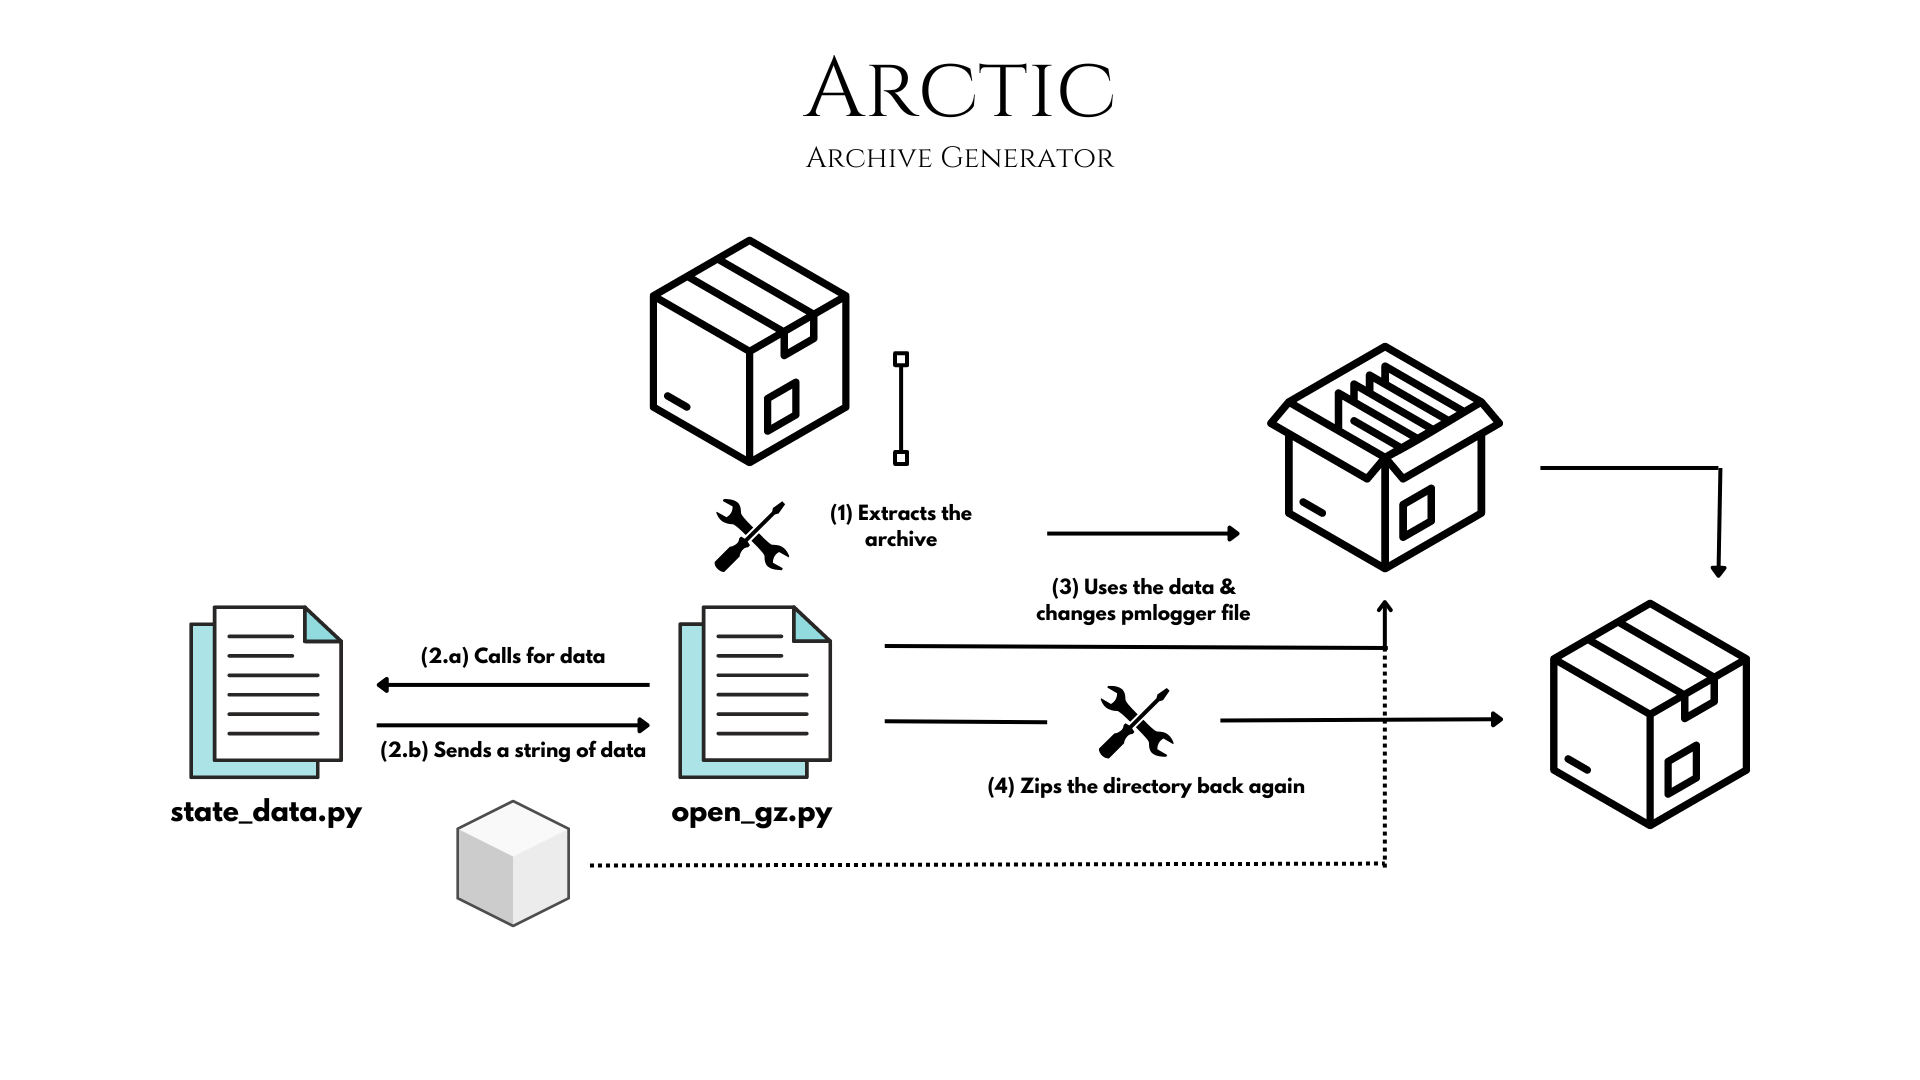 ARCTIC
ARCHIVE GENERATOR
(1) Extracts the
archive
(3) Uses the data &
changes pmlogger file
(2.a) Calls for data
(2.b) Sends a string of data
(4) Zips the directory back again
state_data.py
open_gz.py